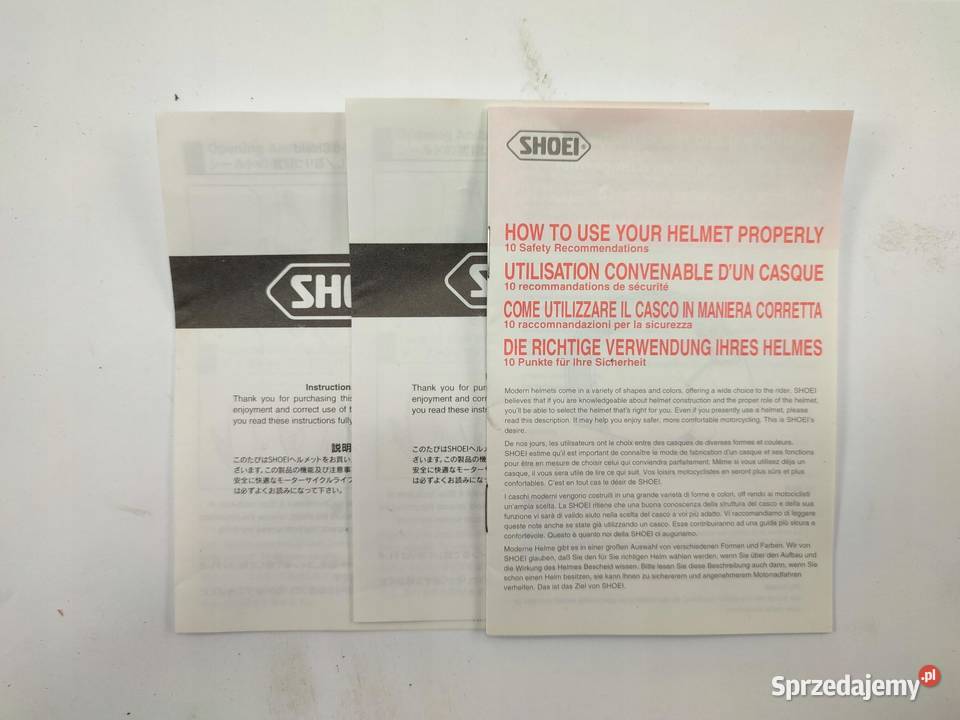 SHOEI
HOW TO USE YOUR HELMET PROPERLY
10 Safety Recommendations
UTILISATION CONVENABLE D'UN CASQUE
10 recommandations de sécurité
COME UTILIZZARE IL CASCO IN MANIERA CORRETTA
10 raccomnandazioni per la sicurezza
DIE RICHTIGE VERWENDUNG IHRES HELMES
10 Punkte für Ihre Sicherheit
Modern helmets come in a variety of shapes and colors, offering a wide choice to the rider. SHOEI
believes that if you are knowledgeable about helmet construction and the proper role of the helmet,
you'll be able to select the helmet that's right for you. Even if you presently use a helmet, please
read this description. It may help you enjoy safer, more comfortable motorcycling. This is SHOEI's
desire.
De nos jours, les utilisateurs ont le choix entre des casques de diverses formes et couleurs.
SHOEI estime qu'il est important de connaître le mode de fabrication d'un casque et ses fonctions
pour être en mesure de choisir celui qui conviendra parfaitement. Même si vous utilisez déjà un
casque, il vous sera utile de lire ce qui suit. Vos loisirs motocyclistes en seront plus sûrs et plus
confortables. C'est en tout cas le désir de SHOEI.
I caschi moderni vengono costruiti in una grande varietà di forme e colori, off rendo ai motociclisti
un'ampia scelta. La SHOEI ritiene che una buona conoscenza della struttura del casco e della sua
funzione vi sarà di valido aiuto nella scelta del casco a voi più adatto. Vi raccomandiamo di leggere
queste note anche se state già utilizzando un casco. Esse contribuiranno ad una guida più sicura e
confortevole. Questo è quanto noi della SHOEI ci auguriamo.
Moderne Helme gibt es in einer großen Auswahl von verschiedenen Formen und Farben. Wir von
SHOEI glauben, daß Sie den für Sie richtigen Helm wählen werden, wenn Sie über den Aufbau und
die Wirkung des Helmes Bescheid wissen. Bitte lesen Sie diese Beschreibung auch dann, wenn Sie
schon einen Helm besitzen, sie kann Ihnen zu sichererem und angenehmerem Motorradfahren
verhelfen. Das ist das Ziel von SHOEI.
SH
S
Instruction
Thank you for purchasing this
enjoyment and correct use of t
you read these instructions fully
説明
このたびはSHOEIヘルメットをお買い
ざいます。この製品の機能及び注意事
安全に快適なモーターサイクルライフ
は必ずよくお読みになって下さい。
Thank you for pur
enjoyment and corr
you read these inst
このたびはSHOEIヘル
ざいます。この製品の機
安全に快適なモーターサ
は必ずよくお読みになっ
Sprzedajemy.pl